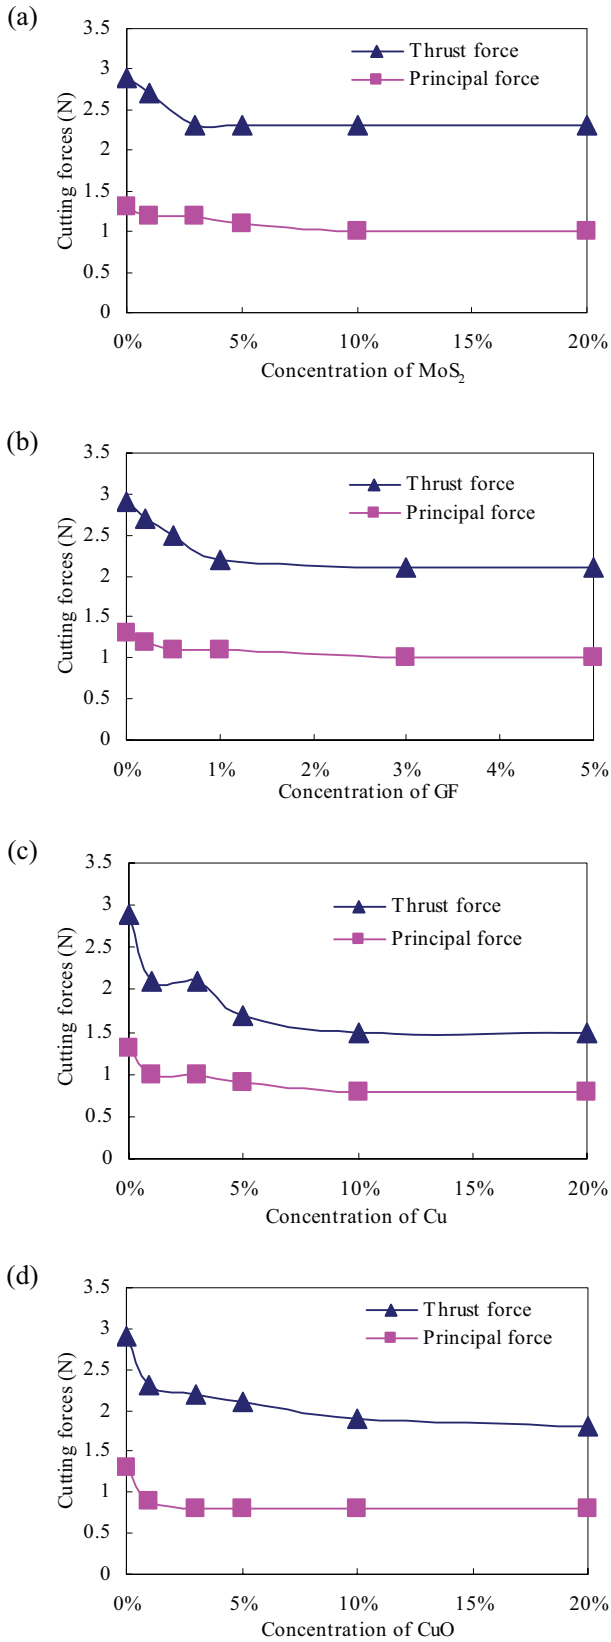 (a)
3.5
3
2.5
2
1.5
1
0.5
0
Cutting forces (N)
Thrust force
Principal force
0% 5% 10% 15% 20%
Concentration of MoS2
(b)
3.5
3
2.5
2
1.5
1
0.5
0
Cutting forces (N)
Thrust force
Principal force
0% 1% 2% 3% 4% 5%
Concentration of GF
(c)
3.5
3
2.5
2
1.5
1
0.5
0
Cutting forces (N)
Thrust force
Principal force
0% 5% 10% 15% 20%
Concentration of Cu
(d)
3.5
3
2.5
2
1.5
1
0.5
0
Cutting forces (N)
Thrust force
Principal force
0% 5% 10% 15% 20%
Concentration of CuO